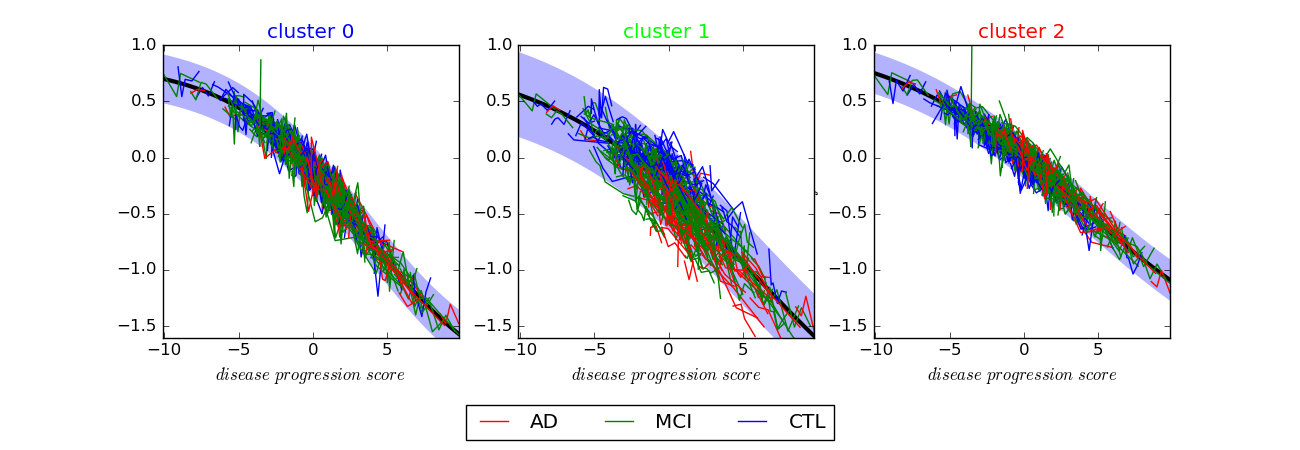 cluster 0 cluster 1 cluster 2
1.0 1.0 1.0
0.5 0.5 0.5
0.0 0.0 0.0
−0.5 −0.5 −0.5
−1.0 −1.0 −1.0
−1.5 −1.5 −1.5
−10 −5 0 5 −10 −5 0 5 −10 −5 0 5
disease progression score disease progression score disease progression score
AD MCI CTL